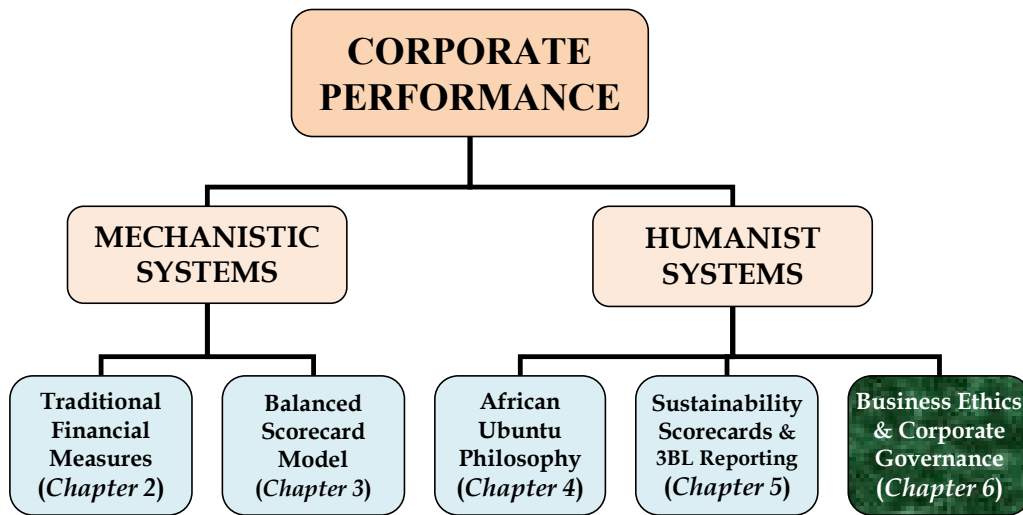 CORPORATE
PERFORMANCE
MECHANISTIC
SYSTEMS
HUMANIST
SYSTEMS
Traditional
Financial
Measures
(Chapter 2)
Balanced
Scorecard
Model
(Chapter 3)
African
Ubuntu
Philosophy
(Chapter 4)
Sustainability
Scorecards &
3BL Reporting
(Chapter 5)
Business Ethics
& Corporate
Governance
(Chapter 6)